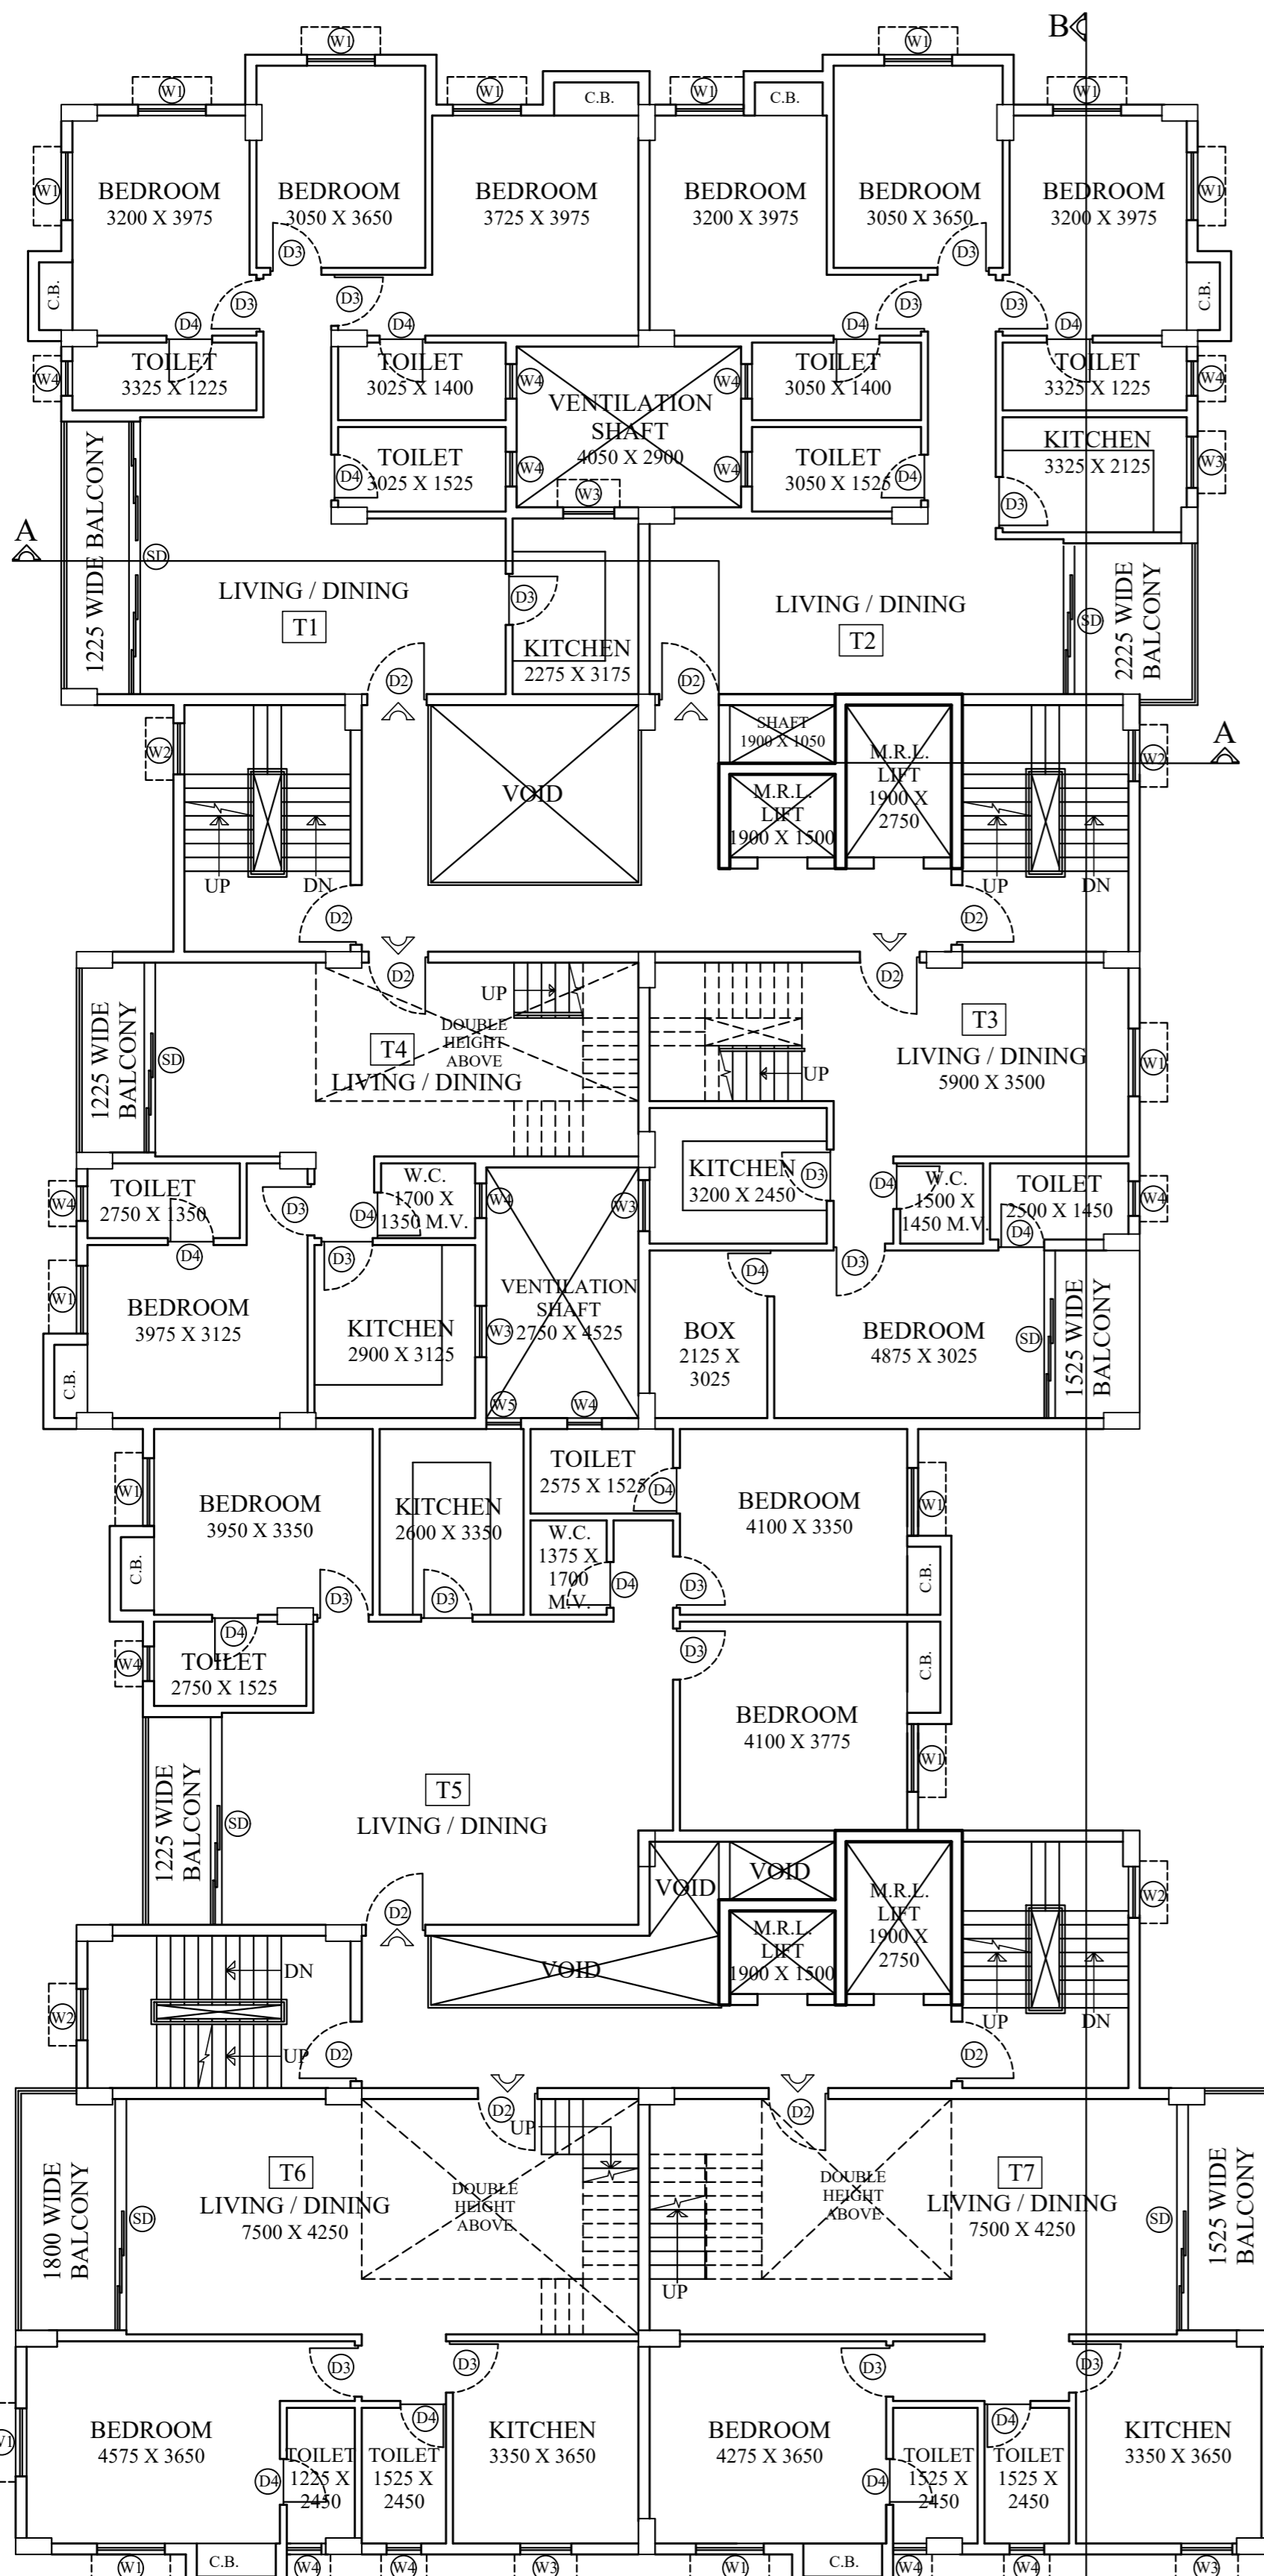 B
W1
W1
W1
W1
W1
W1
C.B.
C.B.
W1
BEDROOM
3200 X 3975
BEDROOM
3050 X 3650
BEDROOM
3725 X 3975
BEDROOM
3200 X 3975
BEDROOM
3050 X 3650
BEDROOM
3200 X 3975
W1
D3
D3
C.B.
D3
D3
D3
D3
C.B.
D4
D4
D4
D4
W4
TOILET
3325 X 1225
TOILET
3025 X 1400
W4
VENTILATION
SHAFT
4050 X 2900
W4
TOILET
3050 X 1400
TOILET
3325 X 1225
W4
1225 WIDE BALCONY
D4
TOILET
3025 X 1525
W4
W3
W4
TOILET
3050 X 1525
D4
KITCHEN
3325 X 2125
W3
D3
A
SD
LIVING / DINING
T1
D3
KITCHEN
2275 X 3175
LIVING / DINING
T2
SD
2225 WIDE
BALCONY
D2
D2
W2
VOID
SHAFT
1900 X 1050
M.R.L.
LIFT
1900 X 1500
M.R.L.
LIFT
1900 X
2750
W2
A
UP
DN
UP
DN
D2
D2
D2
D2
1225 WIDE
BALCONY
SD
T4
DOUBLE
HEIGHT
ABOVE
LIVING / DINING
UP
UP
T3
LIVING / DINING
5900 X 3500
W1
W4
TOILET
2750 X 1350
D4
D3
D4
W.C.
1700 X
1350 M.V.
W4
W3
KITCHEN
3200 X 2450
D3
D4
W.C.
1500 X
1450 M.V.
TOILET
2500 X 1450
D4
W4
D3
D4
D3
W1
BEDROOM
3975 X 3125
C.B.
KITCHEN
2900 X 3125
W3
VENTILATION
SHAFT
2750 X 4525
W5
W4
BOX
2125 X
3025
BEDROOM
4875 X 3025
SD
1525 WIDE
BALCONY
W1
BEDROOM
3950 X 3350
C.B.
D3
KITCHEN
2600 X 3350
D3
TOILET
2575 X 1525
D4
W.C.
1375 X
1700
M.V.
D4
BEDROOM
4100 X 3350
W1
D3
C.B.
D4
W4
TOILET
2750 X 1525
D3
C.B.
BEDROOM
4100 X 3775
W1
1225 WIDE
BALCONY
SD
T5
LIVING / DINING
D2
VOID
VOID
VOID
M.R.L.
LIFT
1900 X 1500
M.R.L.
LIFT
1900 X
2750
W2
W2
DN
UP
UP
DN
D2
D2
D2
D2
1800 WIDE
BALCONY
SD
T6
LIVING / DINING
7500 X 4250
UP
DOUBLE
HEIGHT
ABOVE
UP
DOUBLE
HEIGHT
ABOVE
T7
LIVING / DINING
7500 X 4250
SD
1525 WIDE
BALCONY
D3
D3
D3
D3
BEDROOM
4575 X 3650
D4
TOILET
1225 X
2450
D4
TOILET
1525 X
2450
KITCHEN
3350 X 3650
BEDROOM
4275 X 3650
D4
TOILET
1525 X
2450
D4
TOILET
1525 X
2450
KITCHEN
3350 X 3650
W1
C.B.
W4
W4
W3
W1
C.B.
W4
W4
W3